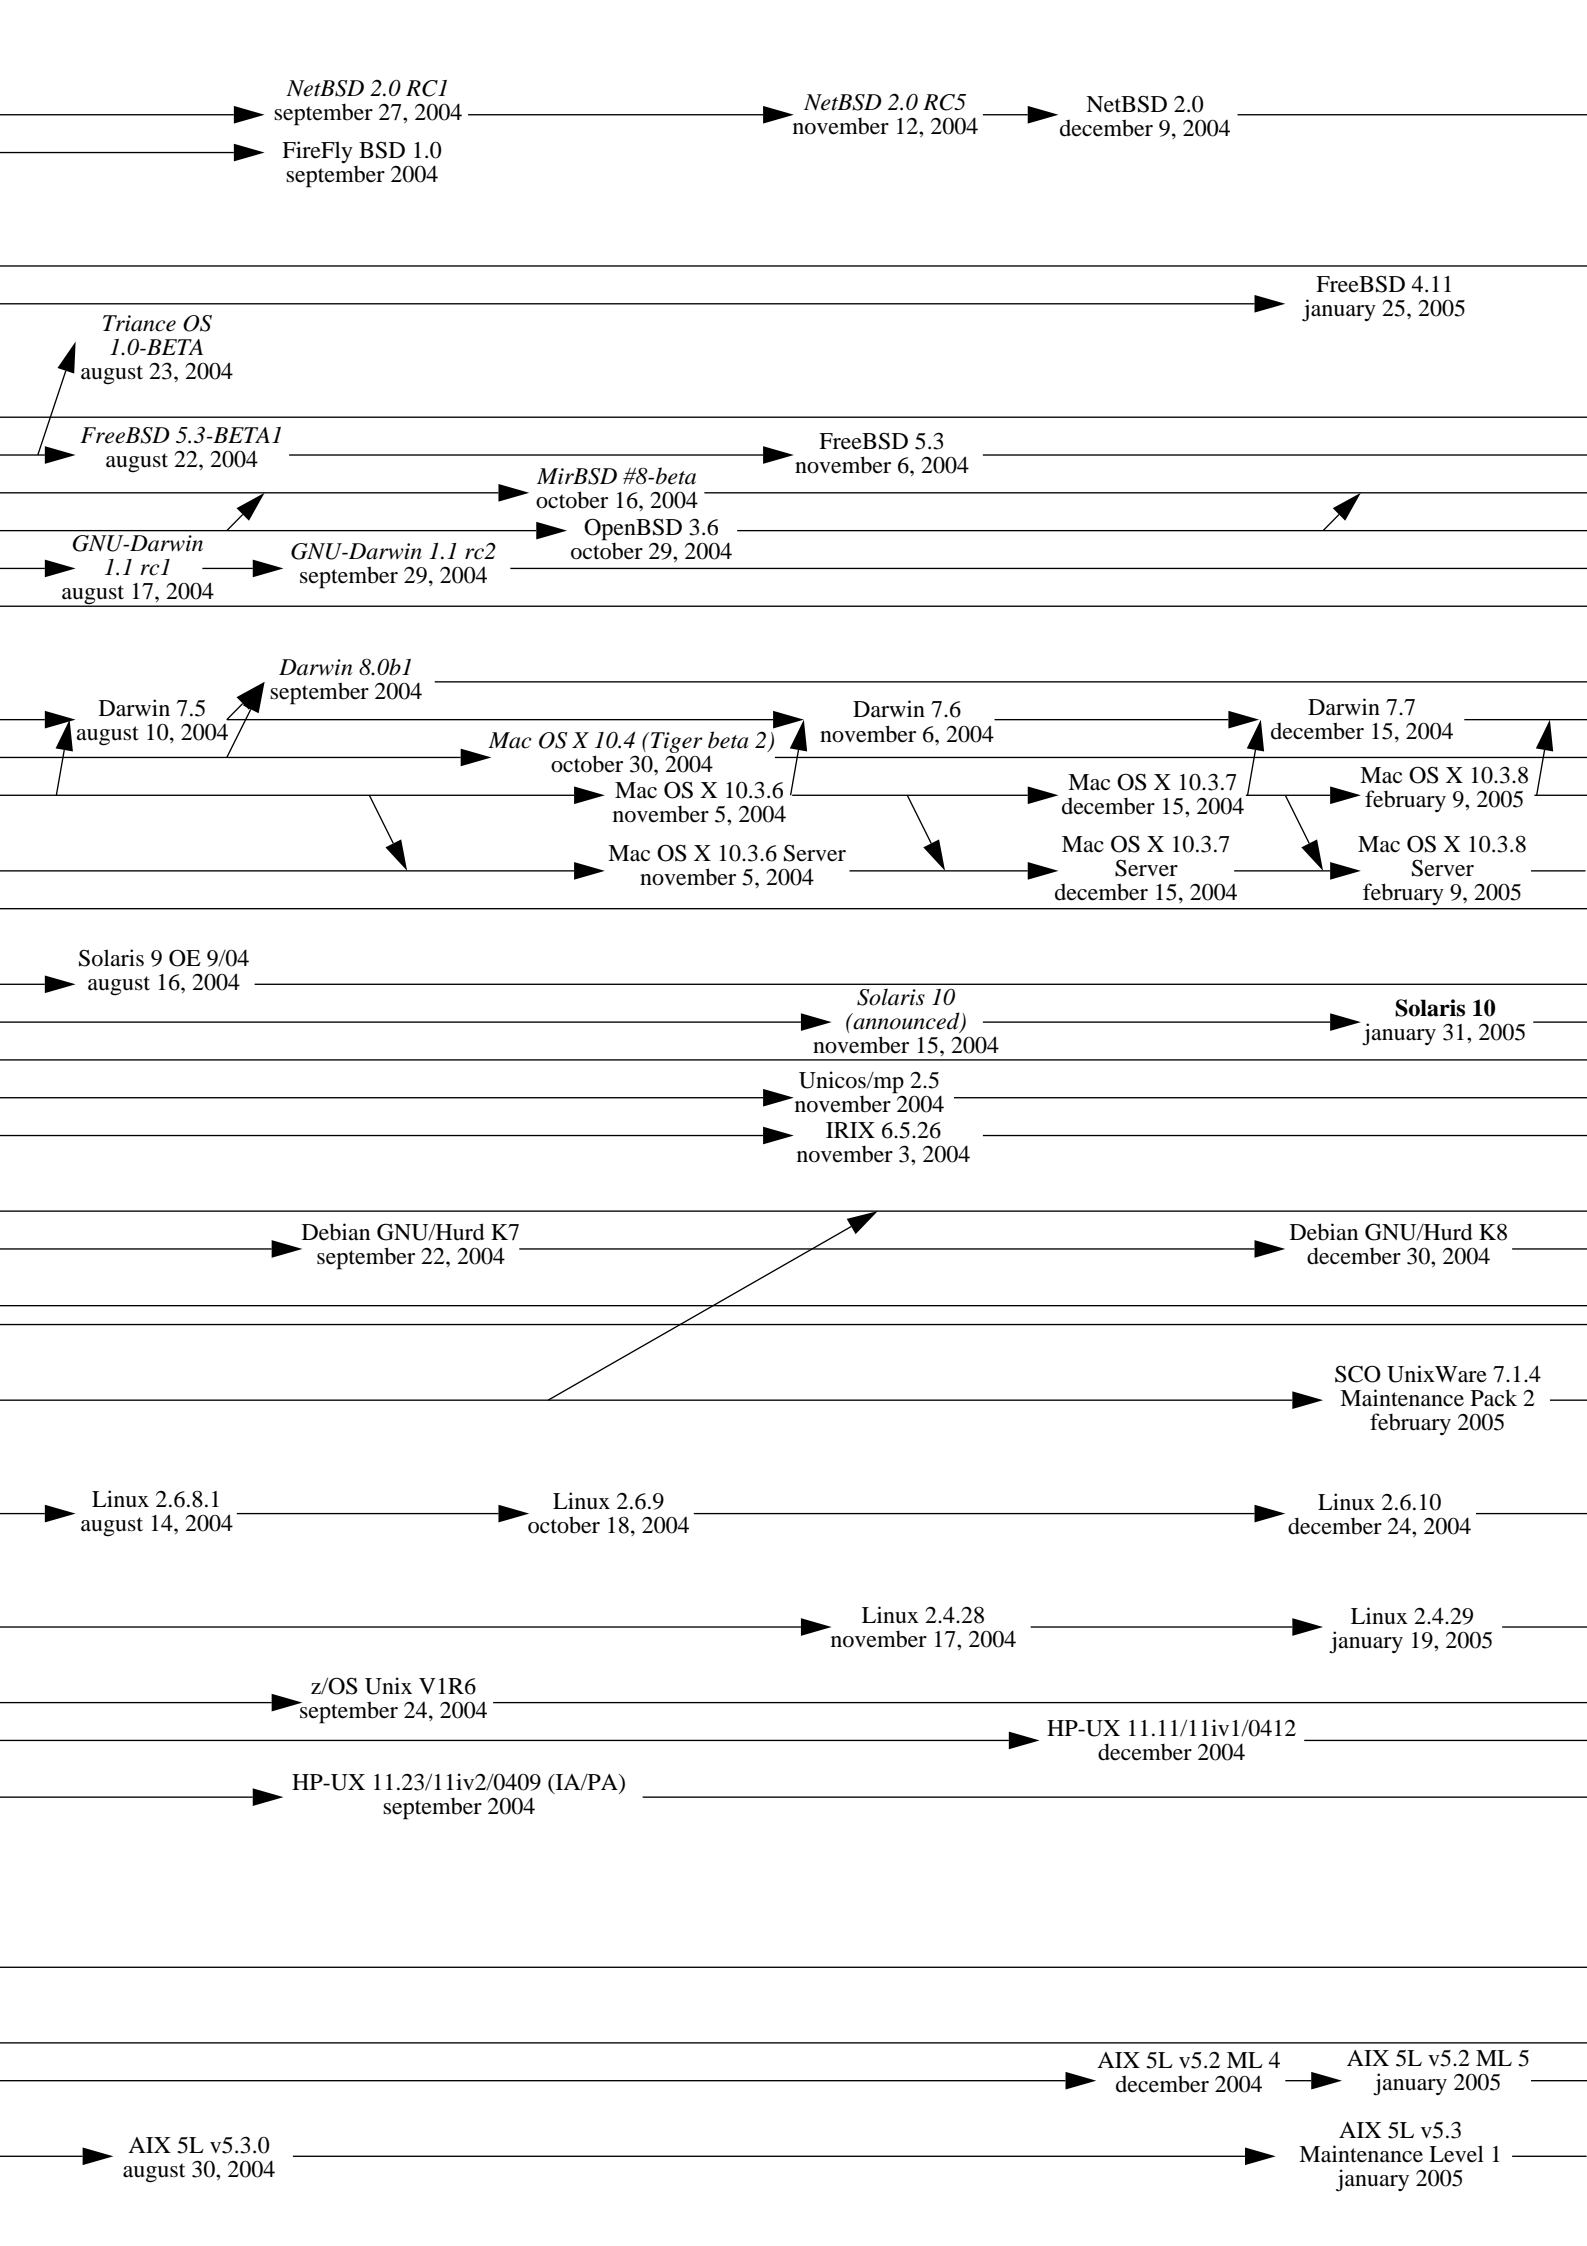 NetBSD 2.0 RC1
september 27, 2004
NetBSD 2.0 RC5
november 12, 2004
NetBSD 2.0
december 9, 2004
FireFly BSD 1.0
september 2004
FreeBSD 4.11
january 25, 2005
Triance OS
1.0-BETA
august 23, 2004
FreeBSD 5.3-BETA1
august 22, 2004
FreeBSD 5.3
november 6, 2004
MirBSD #8-beta
october 16, 2004
OpenBSD 3.6
october 29, 2004
GNU-Darwin
1.1 rc1
august 17, 2004
GNU-Darwin 1.1 rc2
september 29, 2004
Darwin 8.0b1
september 2004
Darwin 7.5
august 10, 2004
Darwin 7.6
november 6, 2004
Darwin 7.7
december 15, 2004
Mac OS X 10.4 (Tiger beta 2)
october 30, 2004
Mac OS X 10.3.6
november 5, 2004
Mac OS X 10.3.7
december 15, 2004
Mac OS X 10.3.8
february 9, 2005
Mac OS X 10.3.6 Server
november 5, 2004
Mac OS X 10.3.7
Server
december 15, 2004
Mac OS X 10.3.8
Server
february 9, 2005
Solaris 9 OE 9/04
august 16, 2004
Solaris 10
(announced)
november 15, 2004
Solaris 10
january 31, 2005
Unicos/mp 2.5
november 2004
IRIX 6.5.26
november 3, 2004
Debian GNU/Hurd K7
september 22, 2004
Debian GNU/Hurd K8
december 30, 2004
SCO UnixWare 7.1.4
Maintenance Pack 2
february 2005
Linux 2.6.8.1
august 14, 2004
Linux 2.6.9
october 18, 2004
Linux 2.6.10
december 24, 2004
Linux 2.4.28
november 17, 2004
Linux 2.4.29
january 19, 2005
z/OS Unix V1R6
september 24, 2004
HP-UX 11.11/11iv1/0412
december 2004
HP-UX 11.23/11iv2/0409 (IA/PA)
september 2004
AIX 5L v5.2 ML 4
december 2004
AIX 5L v5.2 ML 5
january 2005
AIX 5L v5.3.0
august 30, 2004
AIX 5L v5.3
Maintenance Level 1
january 2005